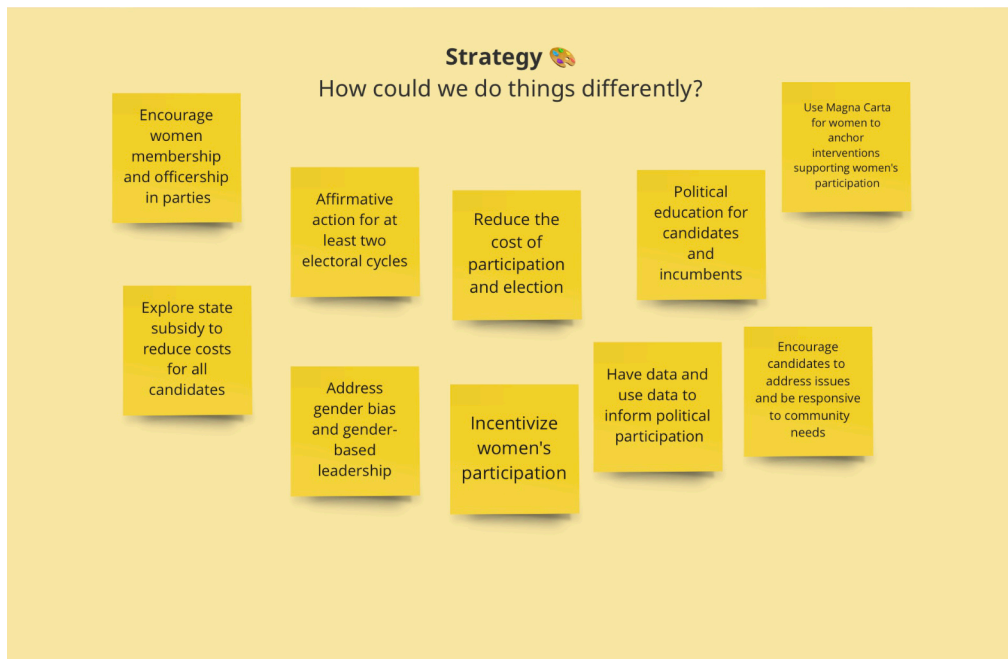 Strategy 🎨
How could we do things differently?
Encourage
women
membership
and officership
in parties
Affirmative
action for at
least two
electoral cycles
Reduce the
cost of
participation
and election
Political
education for
candidates
and
incumbents
Use Magna Carta
for women to
anchor
interventions
supporting women's
participation
Explore state
subsidy to
reduce costs
for all
candidates
Address
gender bias
and gender-
based
leadership
Incentivize
women's
participation
Have data and
use data to
inform political
participation
Encourage
candidates to
address issues
and be responsive
to community
needs